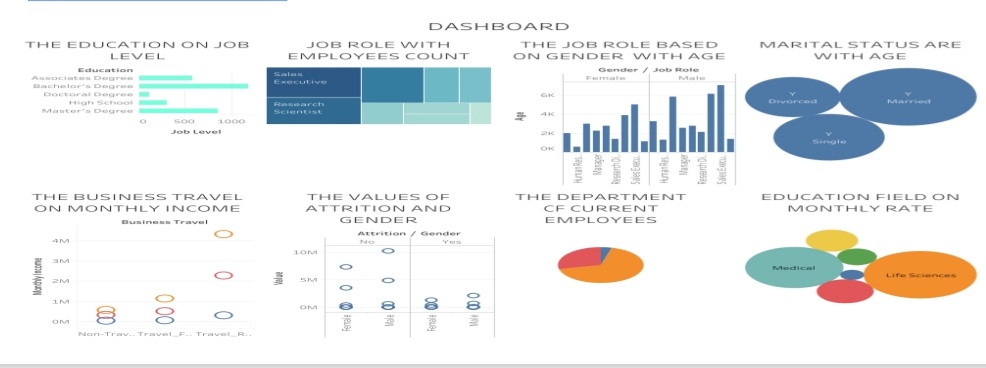 DASHBOARD
THE EDUCATION ON JOB
LEVEL
Education
Associates Degree
Bachelor's Degree
Doctoral Degree
High School
Master's Degree
0 500 1000
Job Level
JOB ROLE WITH
EMPLOYEES COUNT
Sales
Executive
Research
Scientist
THE JOB ROLE BASED
ON GENDER WITH AGE
Gender / Job Role
Female Male
Age
6K
4K
2K
0K
Human Res..
Manager
Research Di..
Sales Execu..
Human Res..
Manager
Research Di..
Sales Execu..
MARITAL STATUS ARE
WITH AGE
Y
Divorced
Y
Married
Y
Single
THE BUSINESS TRAVEL
ON MONTHLY INCOME
Business Travel
Monthly Income
4M
3M
2M
1M
0M
Non-Trav.. Travel_F.. Travel_R..
THE VALUES OF
ATTRITION AND
GENDER
Attrition / Gender
No Yes
Value
10M
5M
0M
Female
Male
Female
Male
THE DEPARTMENT
CF CURRENT
EMPLOYEES
EDUCATION FIELD ON
MONTHLY RATE
Medical
Life Sciences